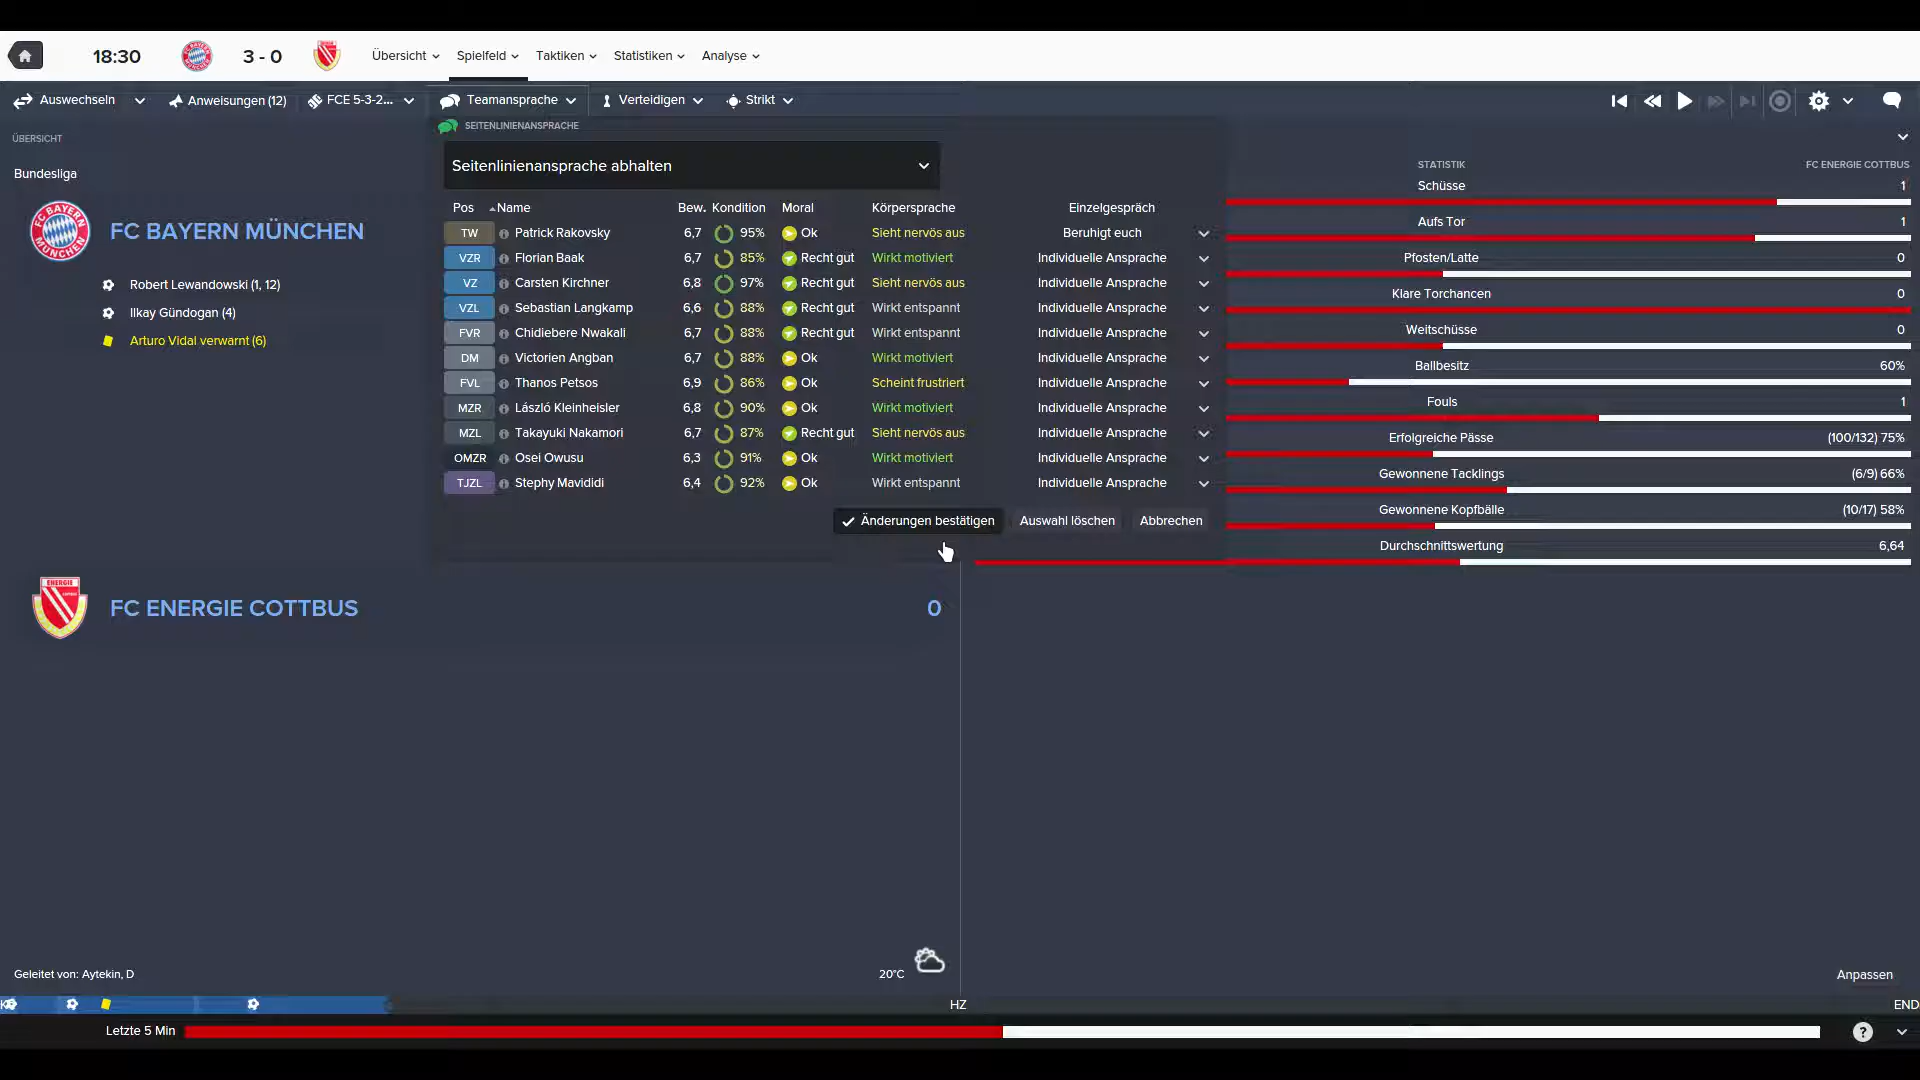 18:30
3 - 0
Übersicht
Spielfeld
Taktiken
Statistiken
Analyse
Auswechseln
Anweisungen (12)
FCE 5-3-2...
Teamansprache
Verteidigen
Strikt
ÜBERSICHT
SEITENLINIENANSPRACHE
Bundesliga
Seitenlinienansprache abhalten
FC BAYERN MÜNCHEN
Robert Lewandowski (1, 12)
Ilkay Gündogan (4)
Arturo Vidal verwarnt (6)
Pos Name Bew. Kondition Moral Körpersprache Einzelgespräch
TW Patrick Rakovsky 6,7 95% Ok Sieht nervös aus Beruhigt euch
VZR Florian Baak 6,7 85% Recht gut Wirkt motiviert Individuelle Ansprache
VZ Carsten Kirchner 6,8 97% Recht gut Sieht nervös aus Individuelle Ansprache
VZL Sebastian Langkamp 6,6 88% Recht gut Wirkt entspannt Individuelle Ansprache
FVR Chidiebere Nwakali 6,7 88% Recht gut Wirkt entspannt Individuelle Ansprache
DM Victorien Angban 6,7 88% Ok Wirkt motiviert Individuelle Ansprache
FVL Thanos Petsos 6,9 86% Ok Scheint frustriert Individuelle Ansprache
MZR László Kleinheisler 6,8 90% Ok Wirkt motiviert Individuelle Ansprache
MZL Takayuki Nakamori 6,7 87% Recht gut Sieht nervös aus Individuelle Ansprache
OMZR Osei Owusu 6,3 91% Ok Wirkt motiviert Individuelle Ansprache
TJZL Stephy Mavididi 6,4 92% Ok Wirkt entspannt Individuelle Ansprache
Änderungen bestätigen
Auswahl löschen
Abbrechen
STATISTIK FC ENERGIE COTTBUS
Schüsse 1
Aufs Tor 1
Pfosten/Latte 0
Klare Torchancen 0
Weitschüsse 0
Ballbesitz 60%
Fouls 1
Erfolgreiche Pässe (100/132) 75%
Gewonnene Tacklings (6/9) 66%
Gewonnene Kopfbälle (10/17) 58%
Durchschnittswertung 6,64
ENERGIE
FC ENERGIE COTTBUS 0
Geleitet von: Aytekin, D
20°C
Anpassen
HZ
END
Letzte 5 Min
?